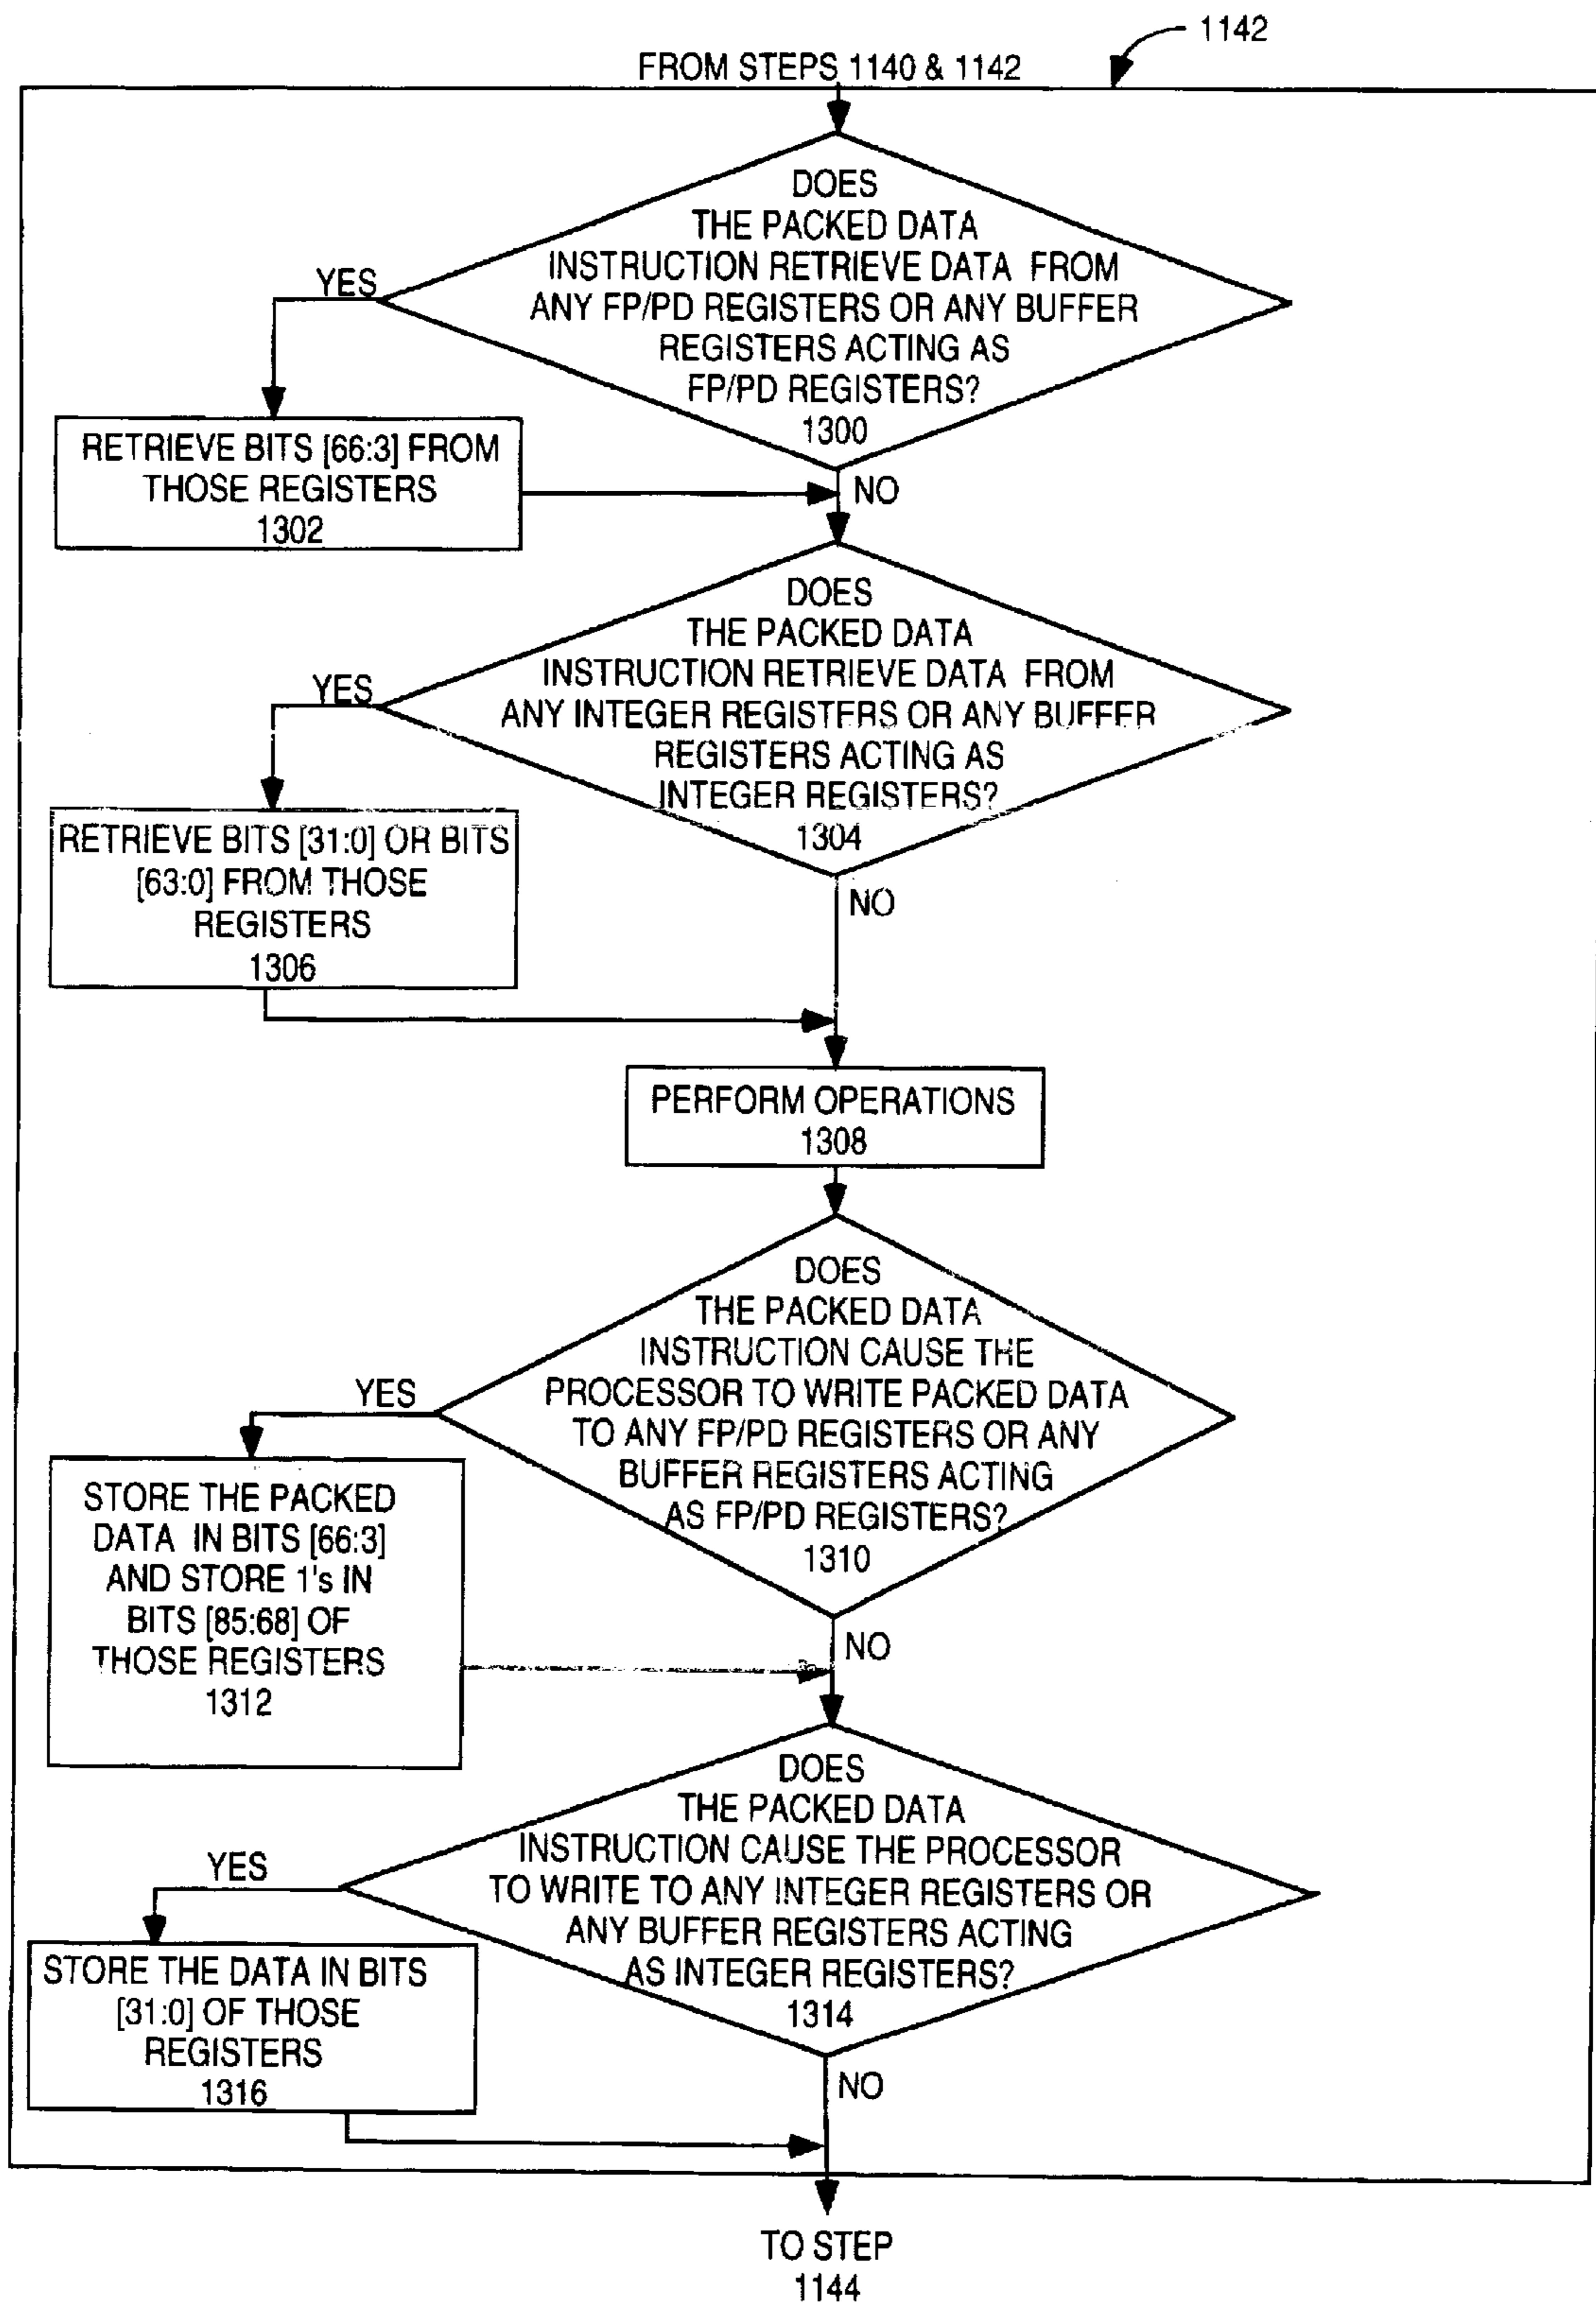 1142
FROM STEPS 1140 & 1142
DOES
THE PACKED DATA
INSTRUCTION RETRIEVE DATA FROM
ANY FP/PD REGISTERS OR ANY BUFFER
REGISTERS ACTING AS
FP/PD REGISTERS?
1300
YES
RETRIEVE BITS [66:3] FROM
THOSE REGISTERS
1302
NO
DOES
THE PACKED DATA
INSTRUCTION RETRIEVE DATA FROM
ANY INTEGER REGISTERS OR ANY BUFFER
REGISTERS ACTING AS
INTEGER REGISTERS?
1304
YES
RETRIEVE BITS [31:0] OR BITS
[63:0] FROM THOSE
REGISTERS
1306
NO
PERFORM OPERATIONS
1308
DOES
THE PACKED DATA
INSTRUCTION CAUSE THE
PROCESSOR TO WRITE PACKED DATA
TO ANY FP/PD REGISTERS OR ANY
BUFFER REGISTERS ACTING
AS FP/PD REGISTERS?
1310
YES
STORE THE PACKED
DATA IN BITS [66:3]
AND STORE 1's IN
BITS [85:68] OF
THOSE REGISTERS
1312
NO
DOES
THE PACKED DATA
INSTRUCTION CAUSE THE PROCESSOR
TO WRITE TO ANY INTEGER REGISTERS OR
ANY BUFFER REGISTERS ACTING
AS INTEGER REGISTERS?
1314
YES
STORE THE DATA IN BITS
[31:0] OF THOSE
REGISTERS
1316
NO
TO STEP
1144